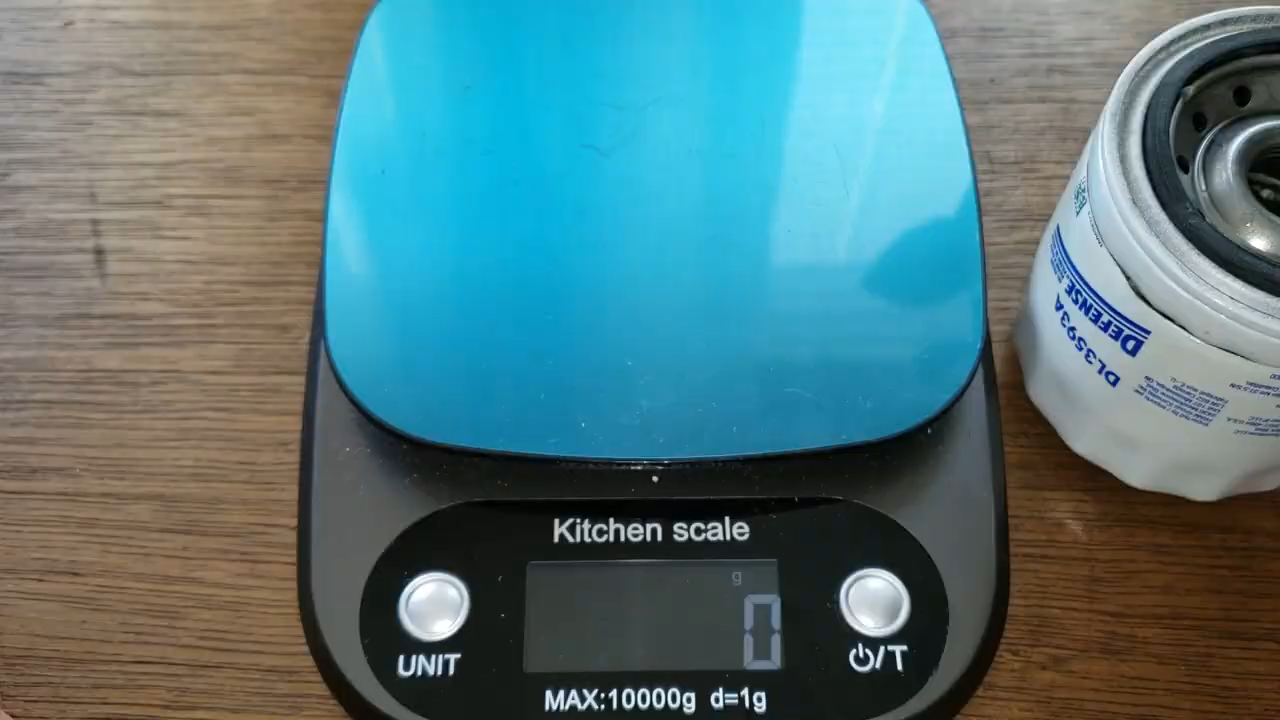 DEFENSE
DL3593A
Kitchen scale
g
0
UNIT
⏻/T
MAX:10000g d=1g